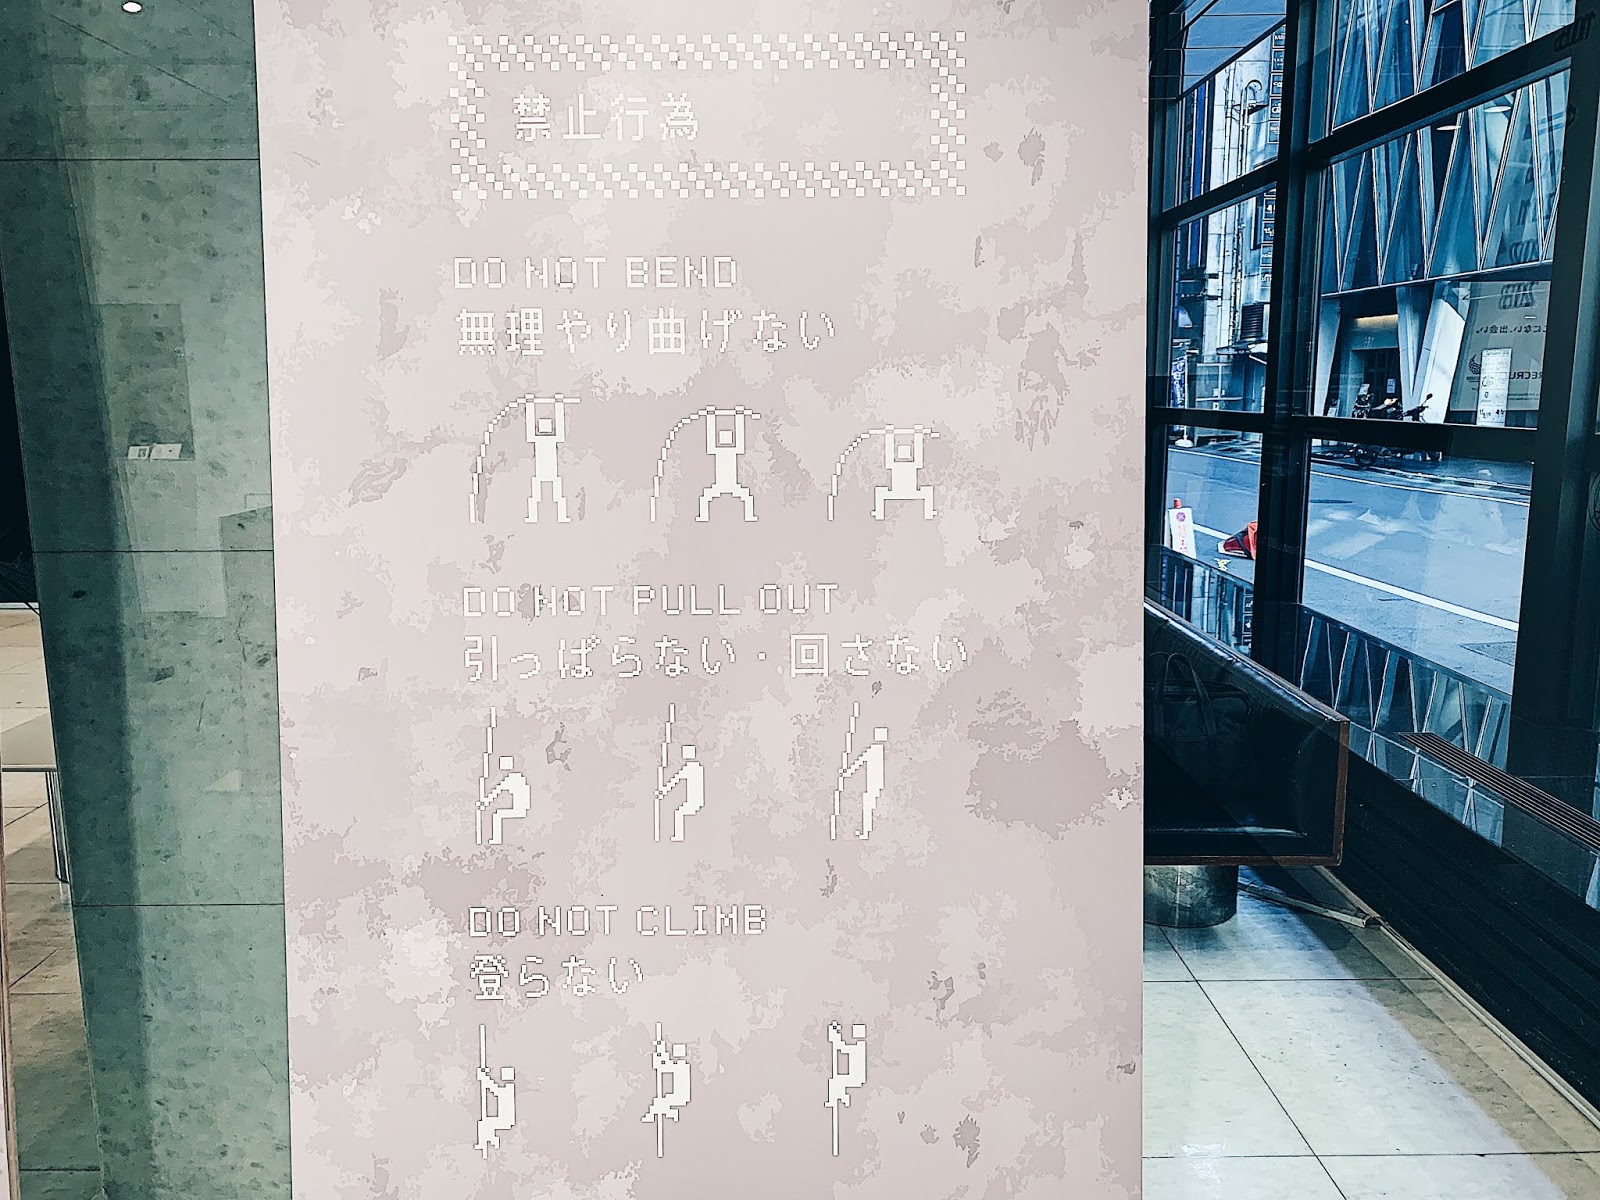 禁止行為
DO NOT BEND
無理やり曲げない
DO NOT PULL OUT
引っぱらない・回さない
DO NOT CLIMB
登らない